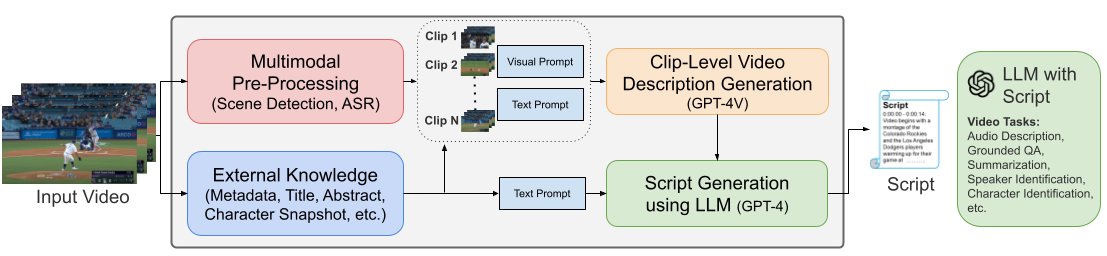 Input Video
Multimodal
Pre-Processing
(Scene Detection, ASR)
External Knowledge
(Metadata, Title, Abstract,
Character Snapshot, etc.)
Clip 1
Clip 2
Clip N
Visual Prompt
Text Prompt
Text Prompt
Clip-Level Video
Description Generation
(GPT-4V)
Script Generation
using LLM (GPT-4)
Script
0:00:00 - 0:00:14:
Video begins with a
montage of the
Colorado Rockies
and the Los Angeles
Dodgers players
warming up for their
game at
Script
LLM with
Script
Video Tasks:
Audio Description,
Grounded QA,
Summarization,
Speaker Identification,
Character Identification,
etc.